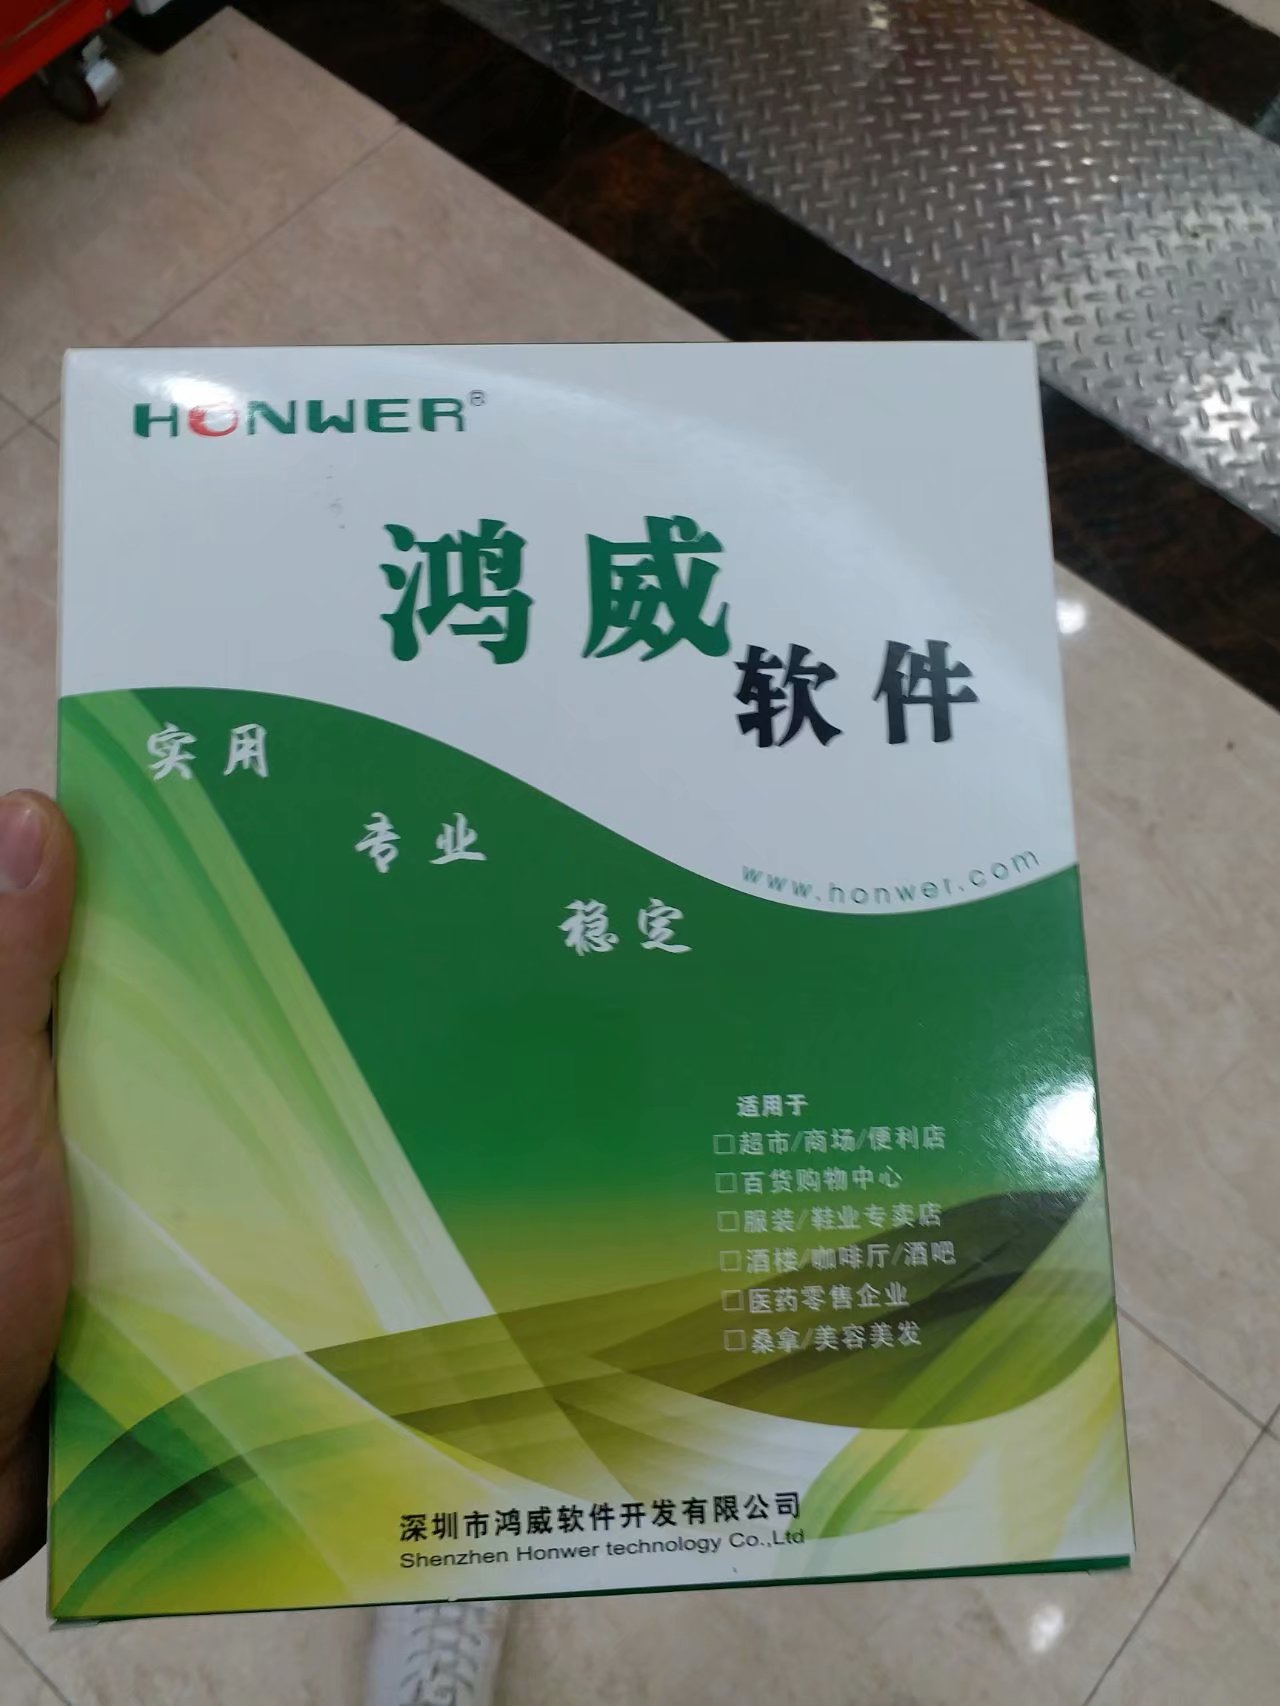 HONWER®
鸿威
软件
实用
专业
稳定
www.honwer.com
适用于
□超市/商场/便利店
□百货购物中心
□服装/鞋业专卖店
□酒楼/咖啡厅/酒吧
□医药零售企业
□桑拿/美容美发
深圳市鸿威软件开发有限公司
Shenzhen Honwer technology Co.,Ltd